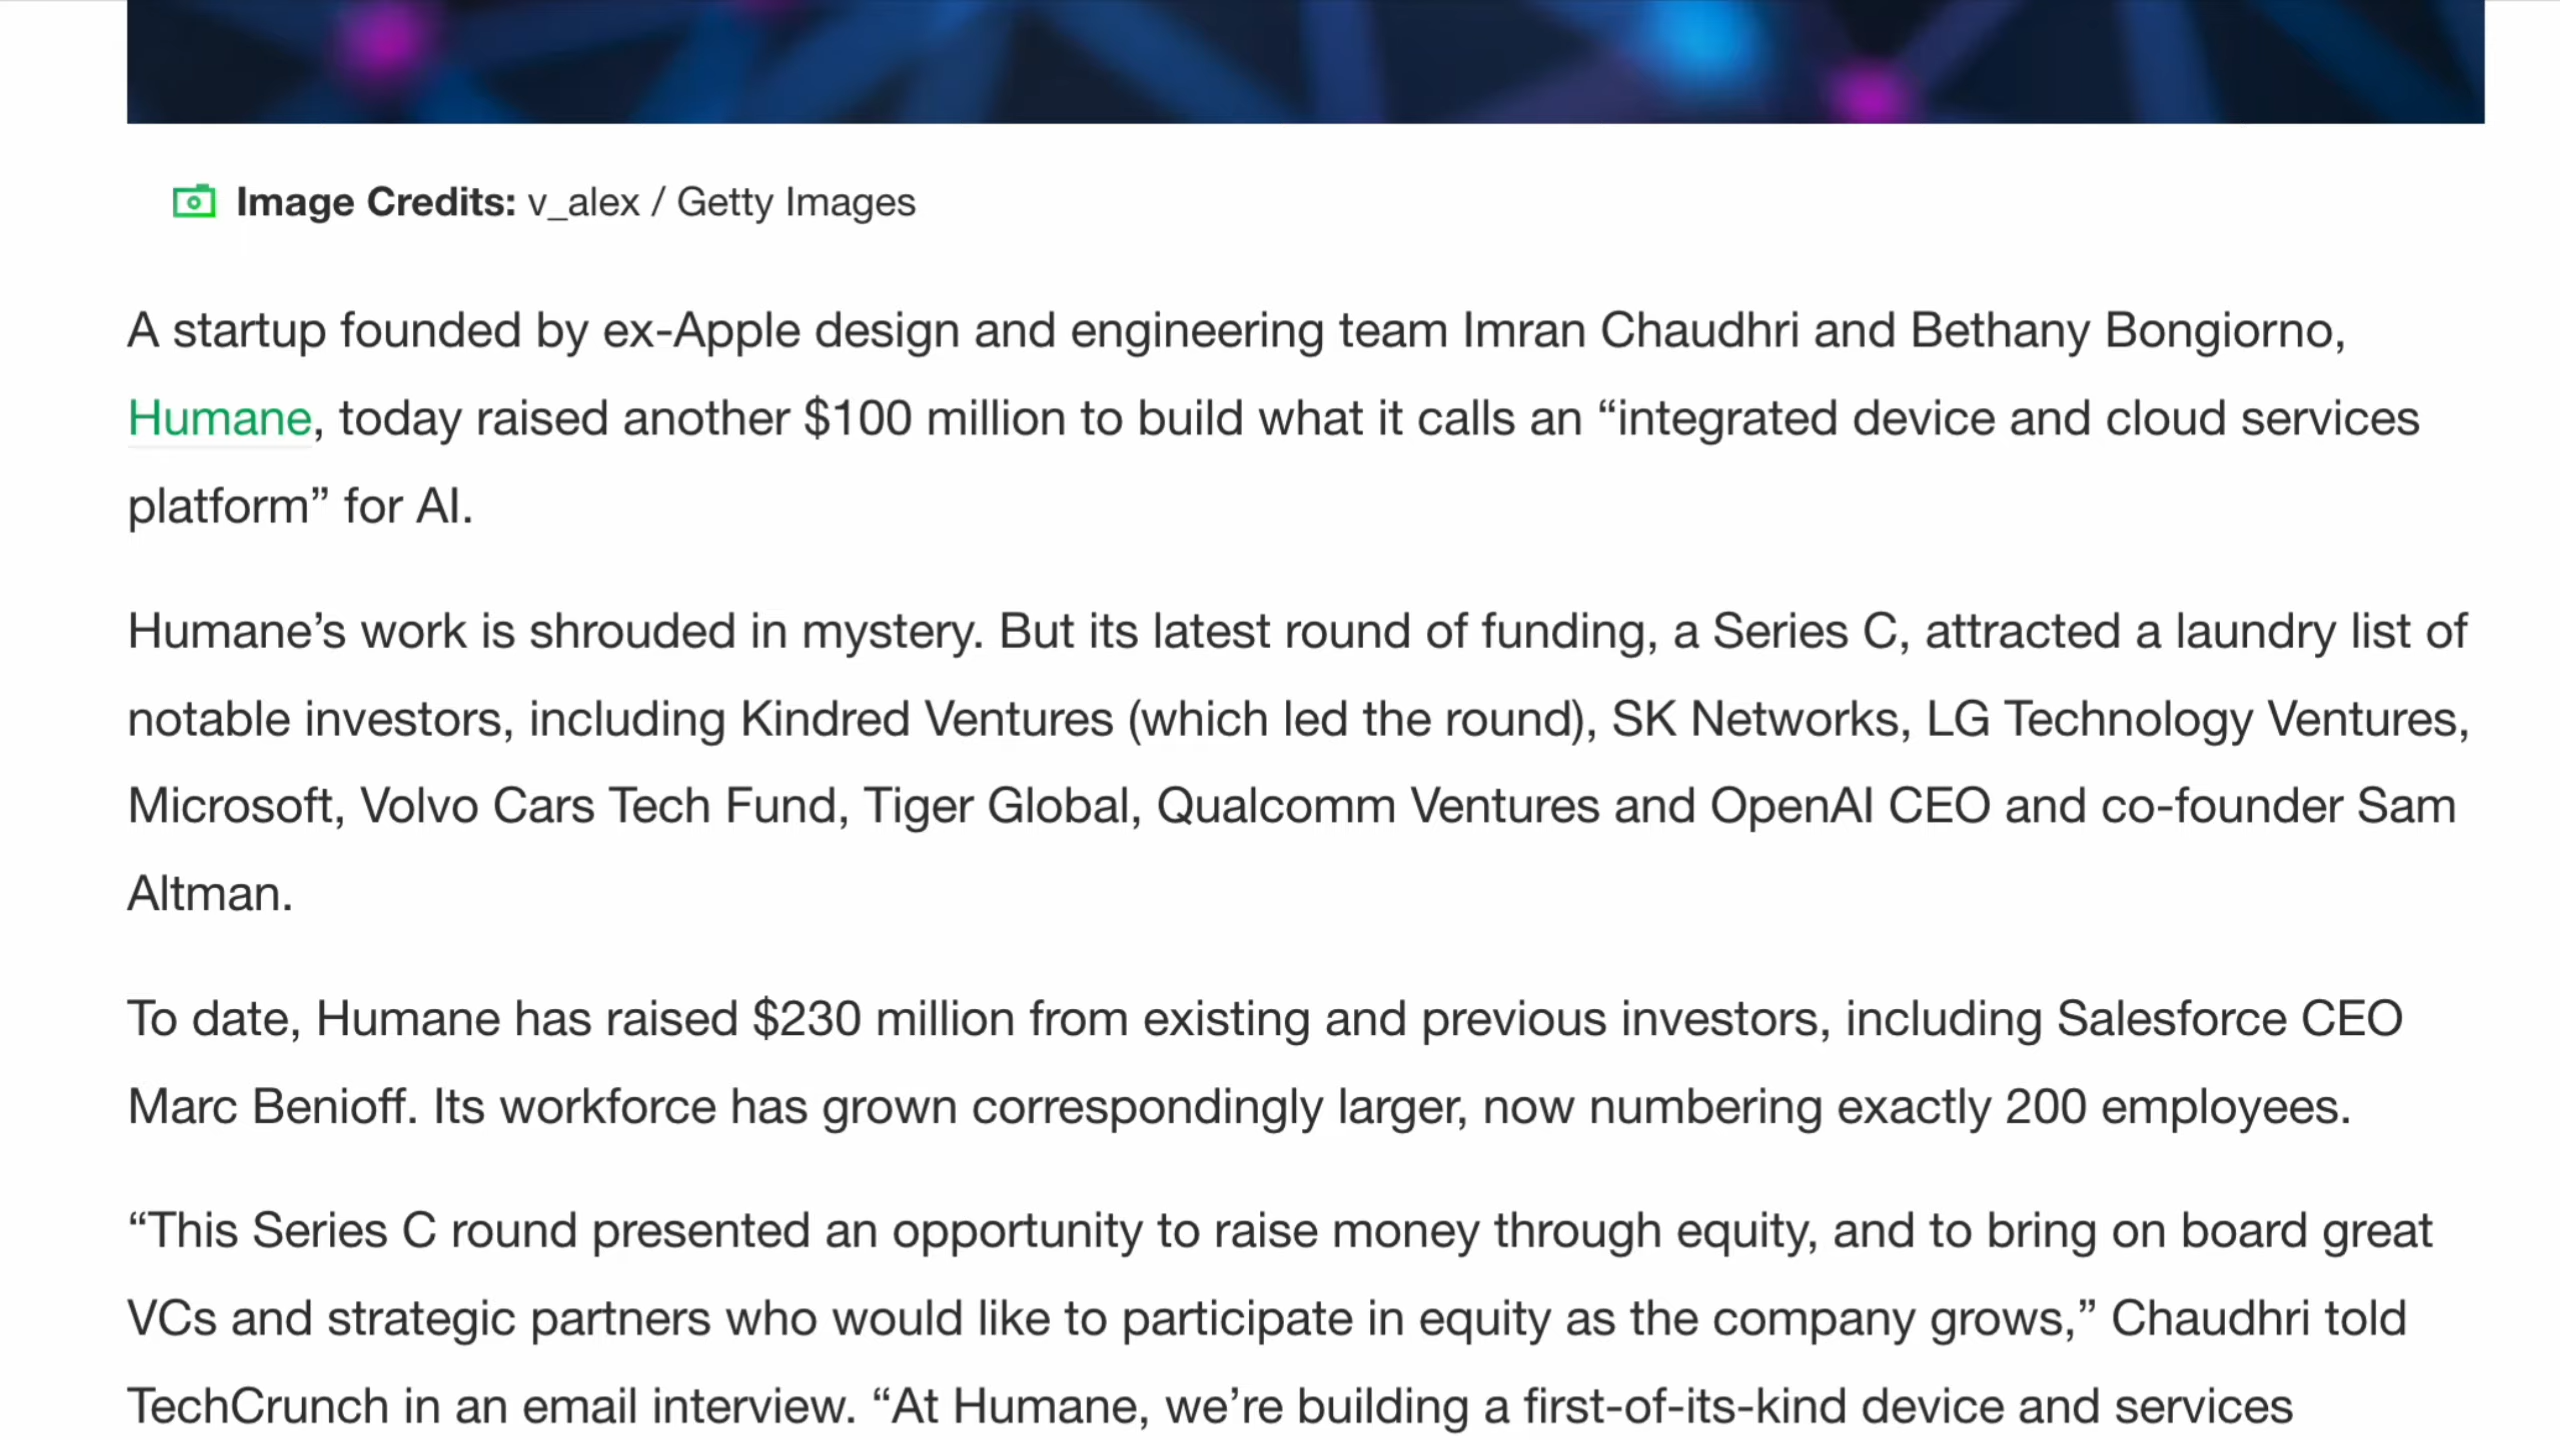 Image Credits: v_alex / Getty Images
A startup founded by ex-Apple design and engineering team Imran Chaudhri and Bethany Bongiorno,
Humane, today raised another $100 million to build what it calls an “integrated device and cloud services
platform” for AI.
Humane’s work is shrouded in mystery. But its latest round of funding, a Series C, attracted a laundry list of
notable investors, including Kindred Ventures (which led the round), SK Networks, LG Technology Ventures,
Microsoft, Volvo Cars Tech Fund, Tiger Global, Qualcomm Ventures and OpenAI CEO and co-founder Sam
Altman.
To date, Humane has raised $230 million from existing and previous investors, including Salesforce CEO
Marc Benioff. Its workforce has grown correspondingly larger, now numbering exactly 200 employees.
“This Series C round presented an opportunity to raise money through equity, and to bring on board great
VCs and strategic partners who would like to participate in equity as the company grows,” Chaudhri told
TechCrunch in an email interview. “At Humane, we’re building a first-of-its-kind device and services